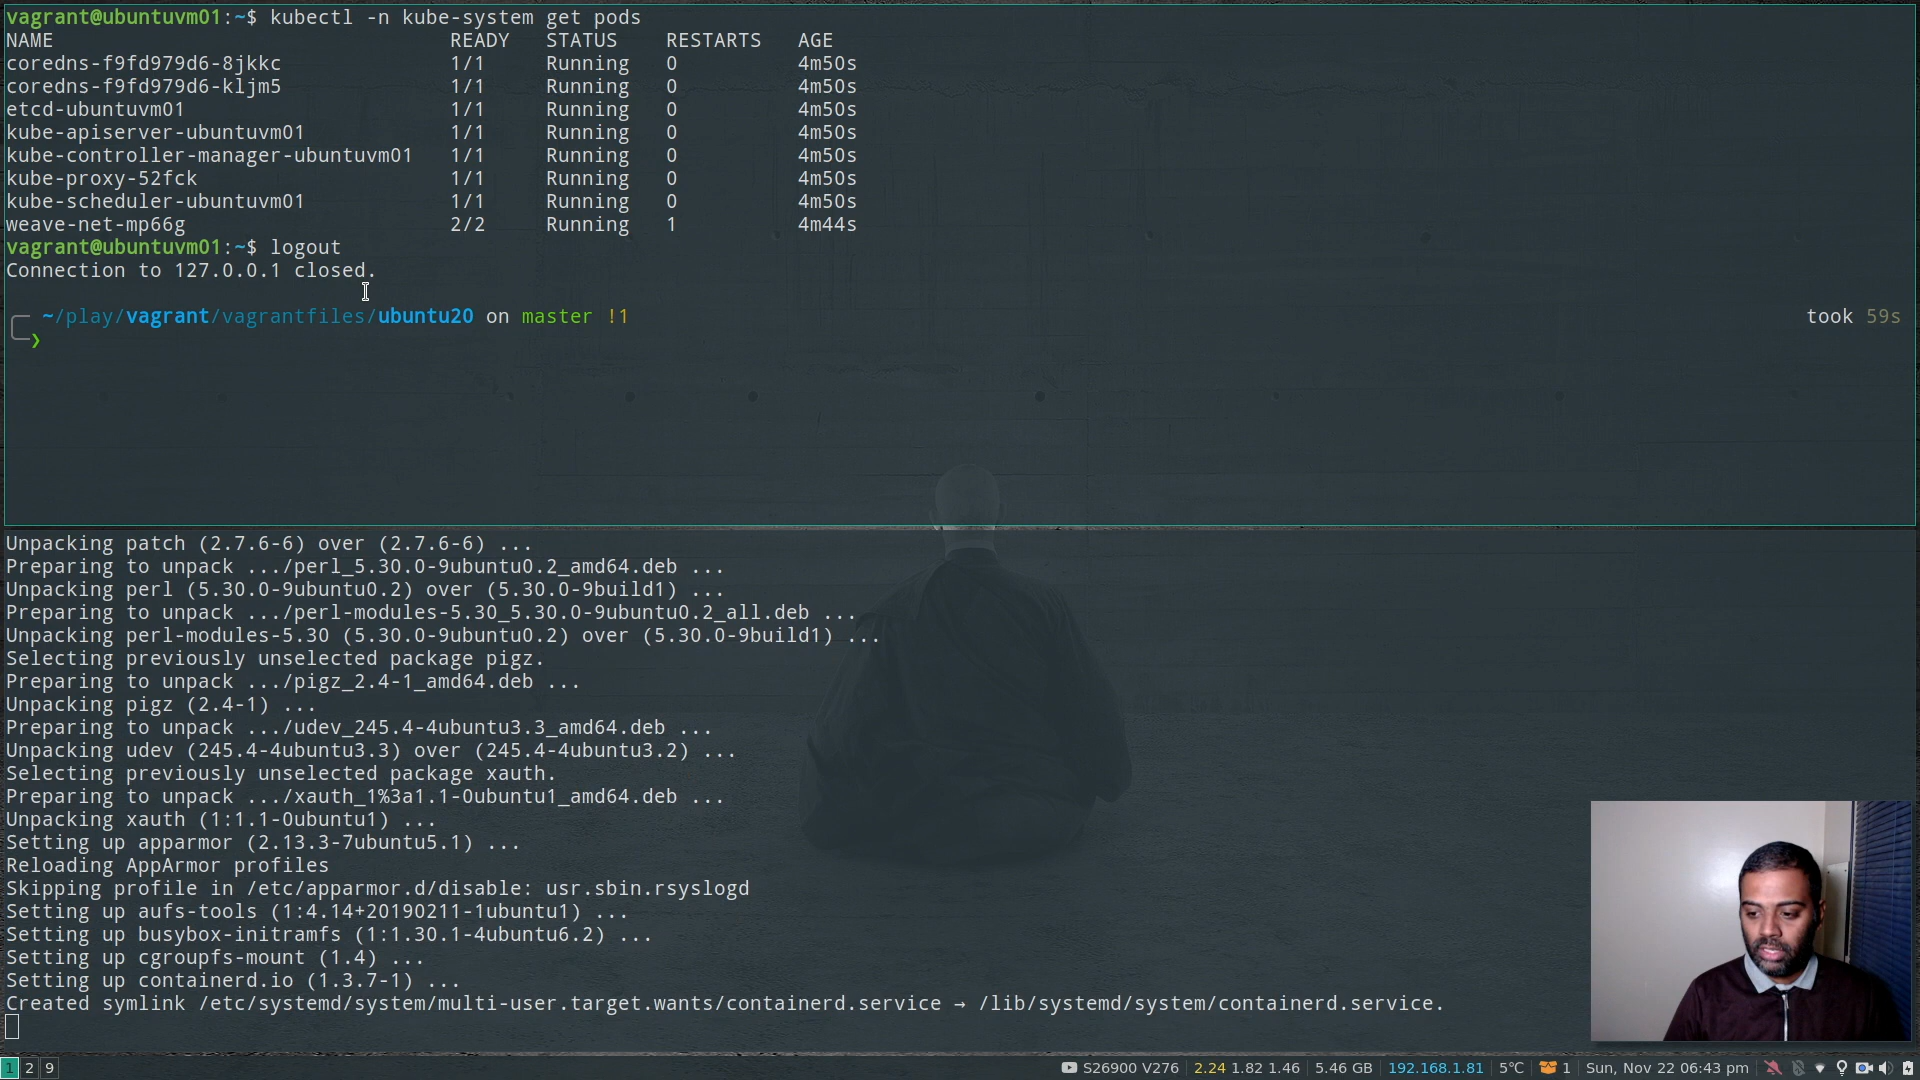 vagrant@ubuntuvm01:~$ kubectl -n kube-system get pods
NAME READY STATUS RESTARTS AGE
coredns-f9fd979d6-8jkkc 1/1 Running 0 4m50s
coredns-f9fd979d6-kljm5 1/1 Running 0 4m50s
etcd-ubuntuvm01 1/1 Running 0 4m50s
kube-apiserver-ubuntuvm01 1/1 Running 0 4m50s
kube-controller-manager-ubuntuvm01 1/1 Running 0 4m50s
kube-proxy-52fck 1/1 Running 0 4m50s
kube-scheduler-ubuntuvm01 1/1 Running 0 4m50s
weave-net-mp66g 2/2 Running 1 4m44s
vagrant@ubuntuvm01:~$ logout
Connection to 127.0.0.1 closed.
~/play/vagrant/vagrantfiles/ubuntu20 on master !1 took 59s
❯
Unpacking patch (2.7.6-6) over (2.7.6-6) ...
Preparing to unpack .../perl_5.30.0-9ubuntu0.2_amd64.deb ...
Unpacking perl (5.30.0-9ubuntu0.2) over (5.30.0-9build1) ...
Preparing to unpack .../perl-modules-5.30_5.30.0-9ubuntu0.2_all.deb ...
Unpacking perl-modules-5.30 (5.30.0-9ubuntu0.2) over (5.30.0-9build1) ...
Selecting previously unselected package pigz.
Preparing to unpack .../pigz_2.4-1_amd64.deb ...
Unpacking pigz (2.4-1) ...
Preparing to unpack .../udev_245.4-4ubuntu3.3_amd64.deb ...
Unpacking udev (245.4-4ubuntu3.3) over (245.4-4ubuntu3.2) ...
Selecting previously unselected package xauth.
Preparing to unpack .../xauth_1%3a1.1-0ubuntu1_amd64.deb ...
Unpacking xauth (1:1.1-0ubuntu1) ...
Setting up apparmor (2.13.3-7ubuntu5.1) ...
Reloading AppArmor profiles
Skipping profile in /etc/apparmor.d/disable: usr.sbin.rsyslogd
Setting up aufs-tools (1:4.14+20190211-1ubuntu1) ...
Setting up busybox-initramfs (1:1.30.1-4ubuntu6.2) ...
Setting up cgroupfs-mount (1.4) ...
Setting up containerd.io (1.3.7-1) ...
Created symlink /etc/systemd/system/multi-user.target.wants/containerd.service → /lib/systemd/system/containerd.service.
1 2 9 S26900 V276 2.24 1.82 1.46 5.46 GB 192.168.1.81 5°C 1 Sun, Nov 22 06:43 pm